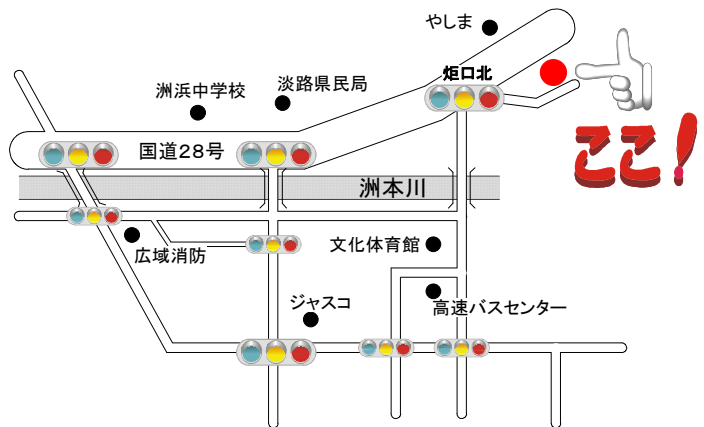 やしま
炬口北
淡路県民局
洲浜中学校
ここ!
国道28号
洲本川
広域消防
文化体育館
ジャスコ
高速バスセンター